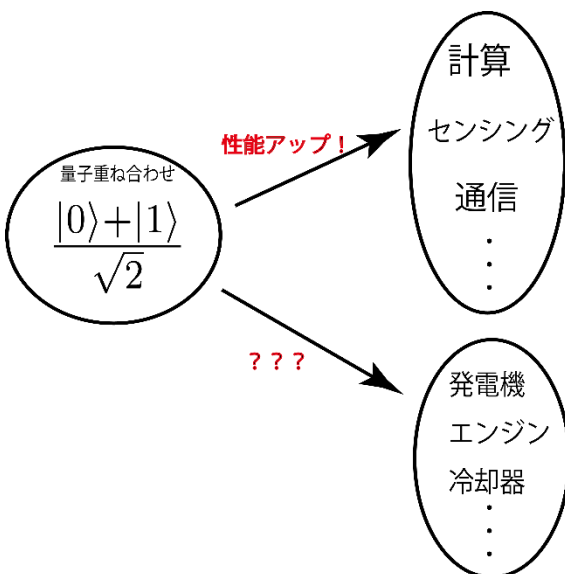 計算
センシング
通信
・
・
・
性能アップ！
量子重ね合わせ
|0⟩+|1⟩
√2
？？？
発電機
エンジン
冷却器
・
・
・